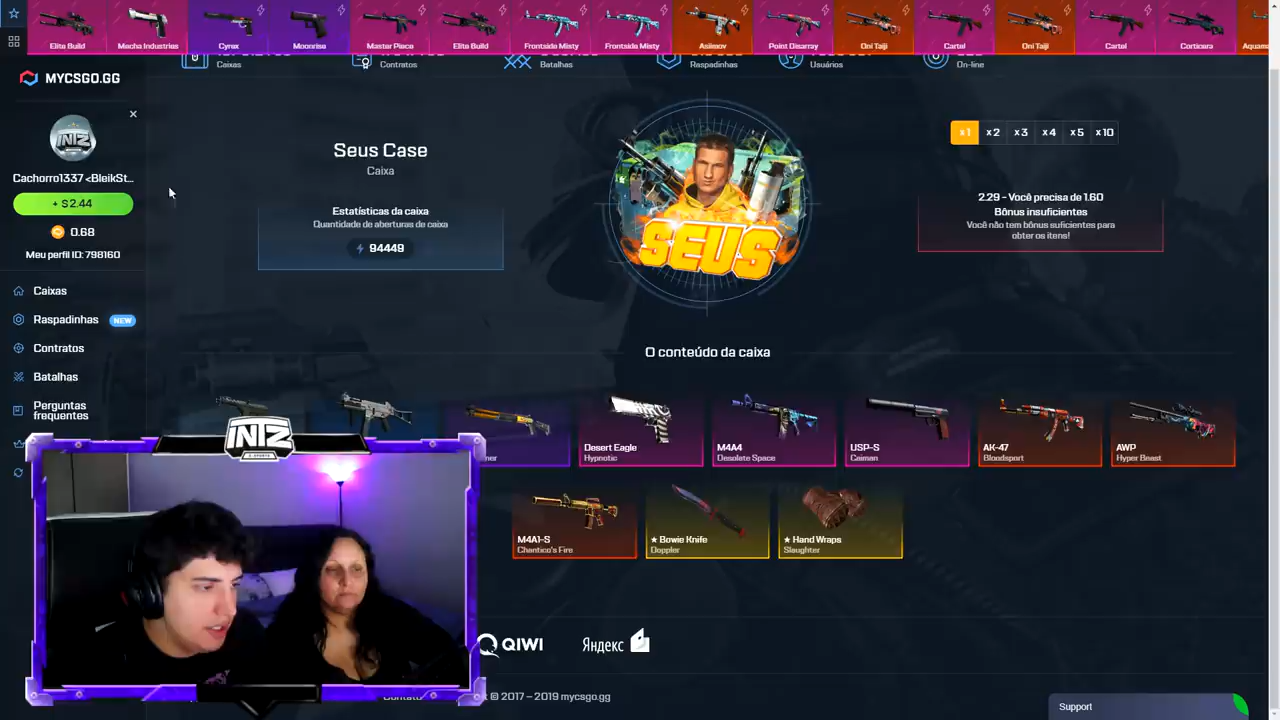 Elite Build
Mecha Industries
Cyrex
Moonrise
Master Piece
Elite Build
Frontside Misty
Frontside Misty
Asiimov
Point Disarray
Oni Taiji
Cartel
Oni Taiji
Cartel
Corticera
MYCSGO.GG
Caixas
Contratos
Batalhas
Raspadinhas
Usuários
On-line
Cachorro1337 <BleikSt...
+ $2.44
0.68
Meu perfil ID: 798160
Caixas
Raspadinhas NEW
Contratos
Batalhas
Perguntas
frequentes
Seus Case
Caixa
Estatísticas da caixa
Quantidade de aberturas de caixa
94449
SEUS
x1 x2 x3 x4 x5 x10
2.29 - Você precisa de 1.60
Bônus insuficientes
Você não tem bônus suficientes para
obter os itens!
O conteúdo da caixa
Desert Eagle
Hypnotic
M4A4
Desolate Space
USP-S
Caiman
AK-47
Bloodsport
AWP
Hyper Beast
M4A1-S
Chantico's Fire
★ Bowie Knife
Doppler
★ Hand Wraps
Slaughter
INTZ
E-SPORTS
QIWI
Яндекс
© 2017 – 2019 mycsgo.gg
Support